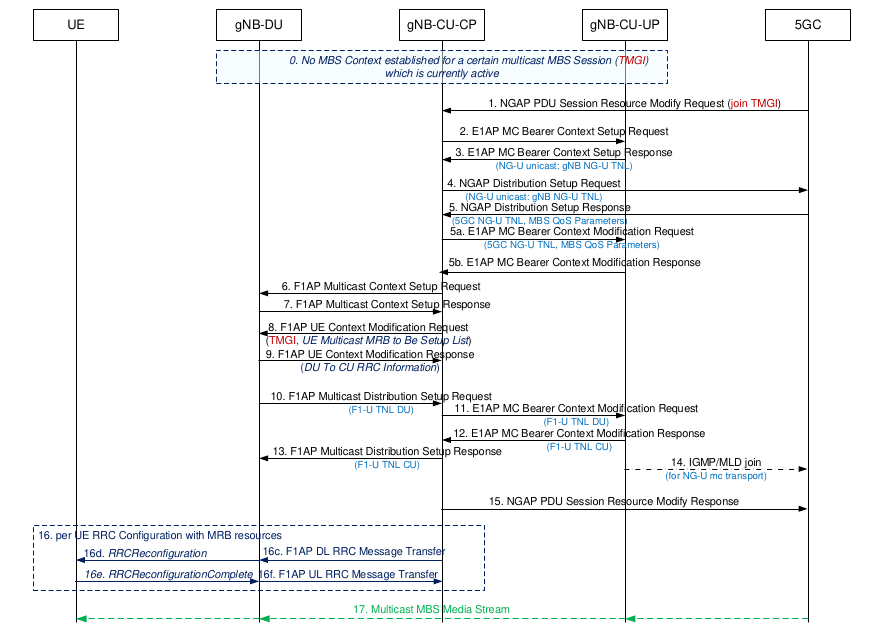 UE
gNB-DU
gNB-CU-CP
gNB-CU-UP
5GC
0. No MBS Context established for a certain multicast MBS Session (TMGI)
which is currently active
1. NGAP PDU Session Resource Modify Request (join TMGI)
2. E1AP MC Bearer Context Setup Request
3. E1AP MC Bearer Context Setup Response
(NG-U unicast: gNB NG-U TNL)
4. NGAP Distribution Setup Request
(NG-U unicast: gNB NG-U TNL)
5. NGAP Distribution Setup Response
(5GC NG-U TNL, MBS QoS Parameters)
5a. E1AP MC Bearer Context Modification Request
(5GC NG-U TNL, MBS QoS Parameters)
5b. E1AP MC Bearer Context Modification Response
6. F1AP Multicast Context Setup Request
7. F1AP Multicast Context Setup Response
8. F1AP UE Context Modification Request
(TMGI, UE Multicast MRB to Be Setup List)
9. F1AP UE Context Modification Response
(DU To CU RRC Information)
10. F1AP Multicast Distribution Setup Request
(F1-U TNL DU)
11. E1AP MC Bearer Context Modification Request
(F1-U TNL DU)
12. E1AP MC Bearer Context Modification Response
(F1-U TNL CU)
13. F1AP Multicast Distribution Setup Response
(F1-U TNL CU)
14. IGMP/MLD join
(for NG-U mc transport)
15. NGAP PDU Session Resource Modify Response
16. per UE RRC Configuration with MRB resources
16d. RRCReconfiguration
16c. F1AP DL RRC Message Transfer
16e. RRCReconfigurationComplete
16f. F1AP UL RRC Message Transfer
17. Multicast MBS Media Stream